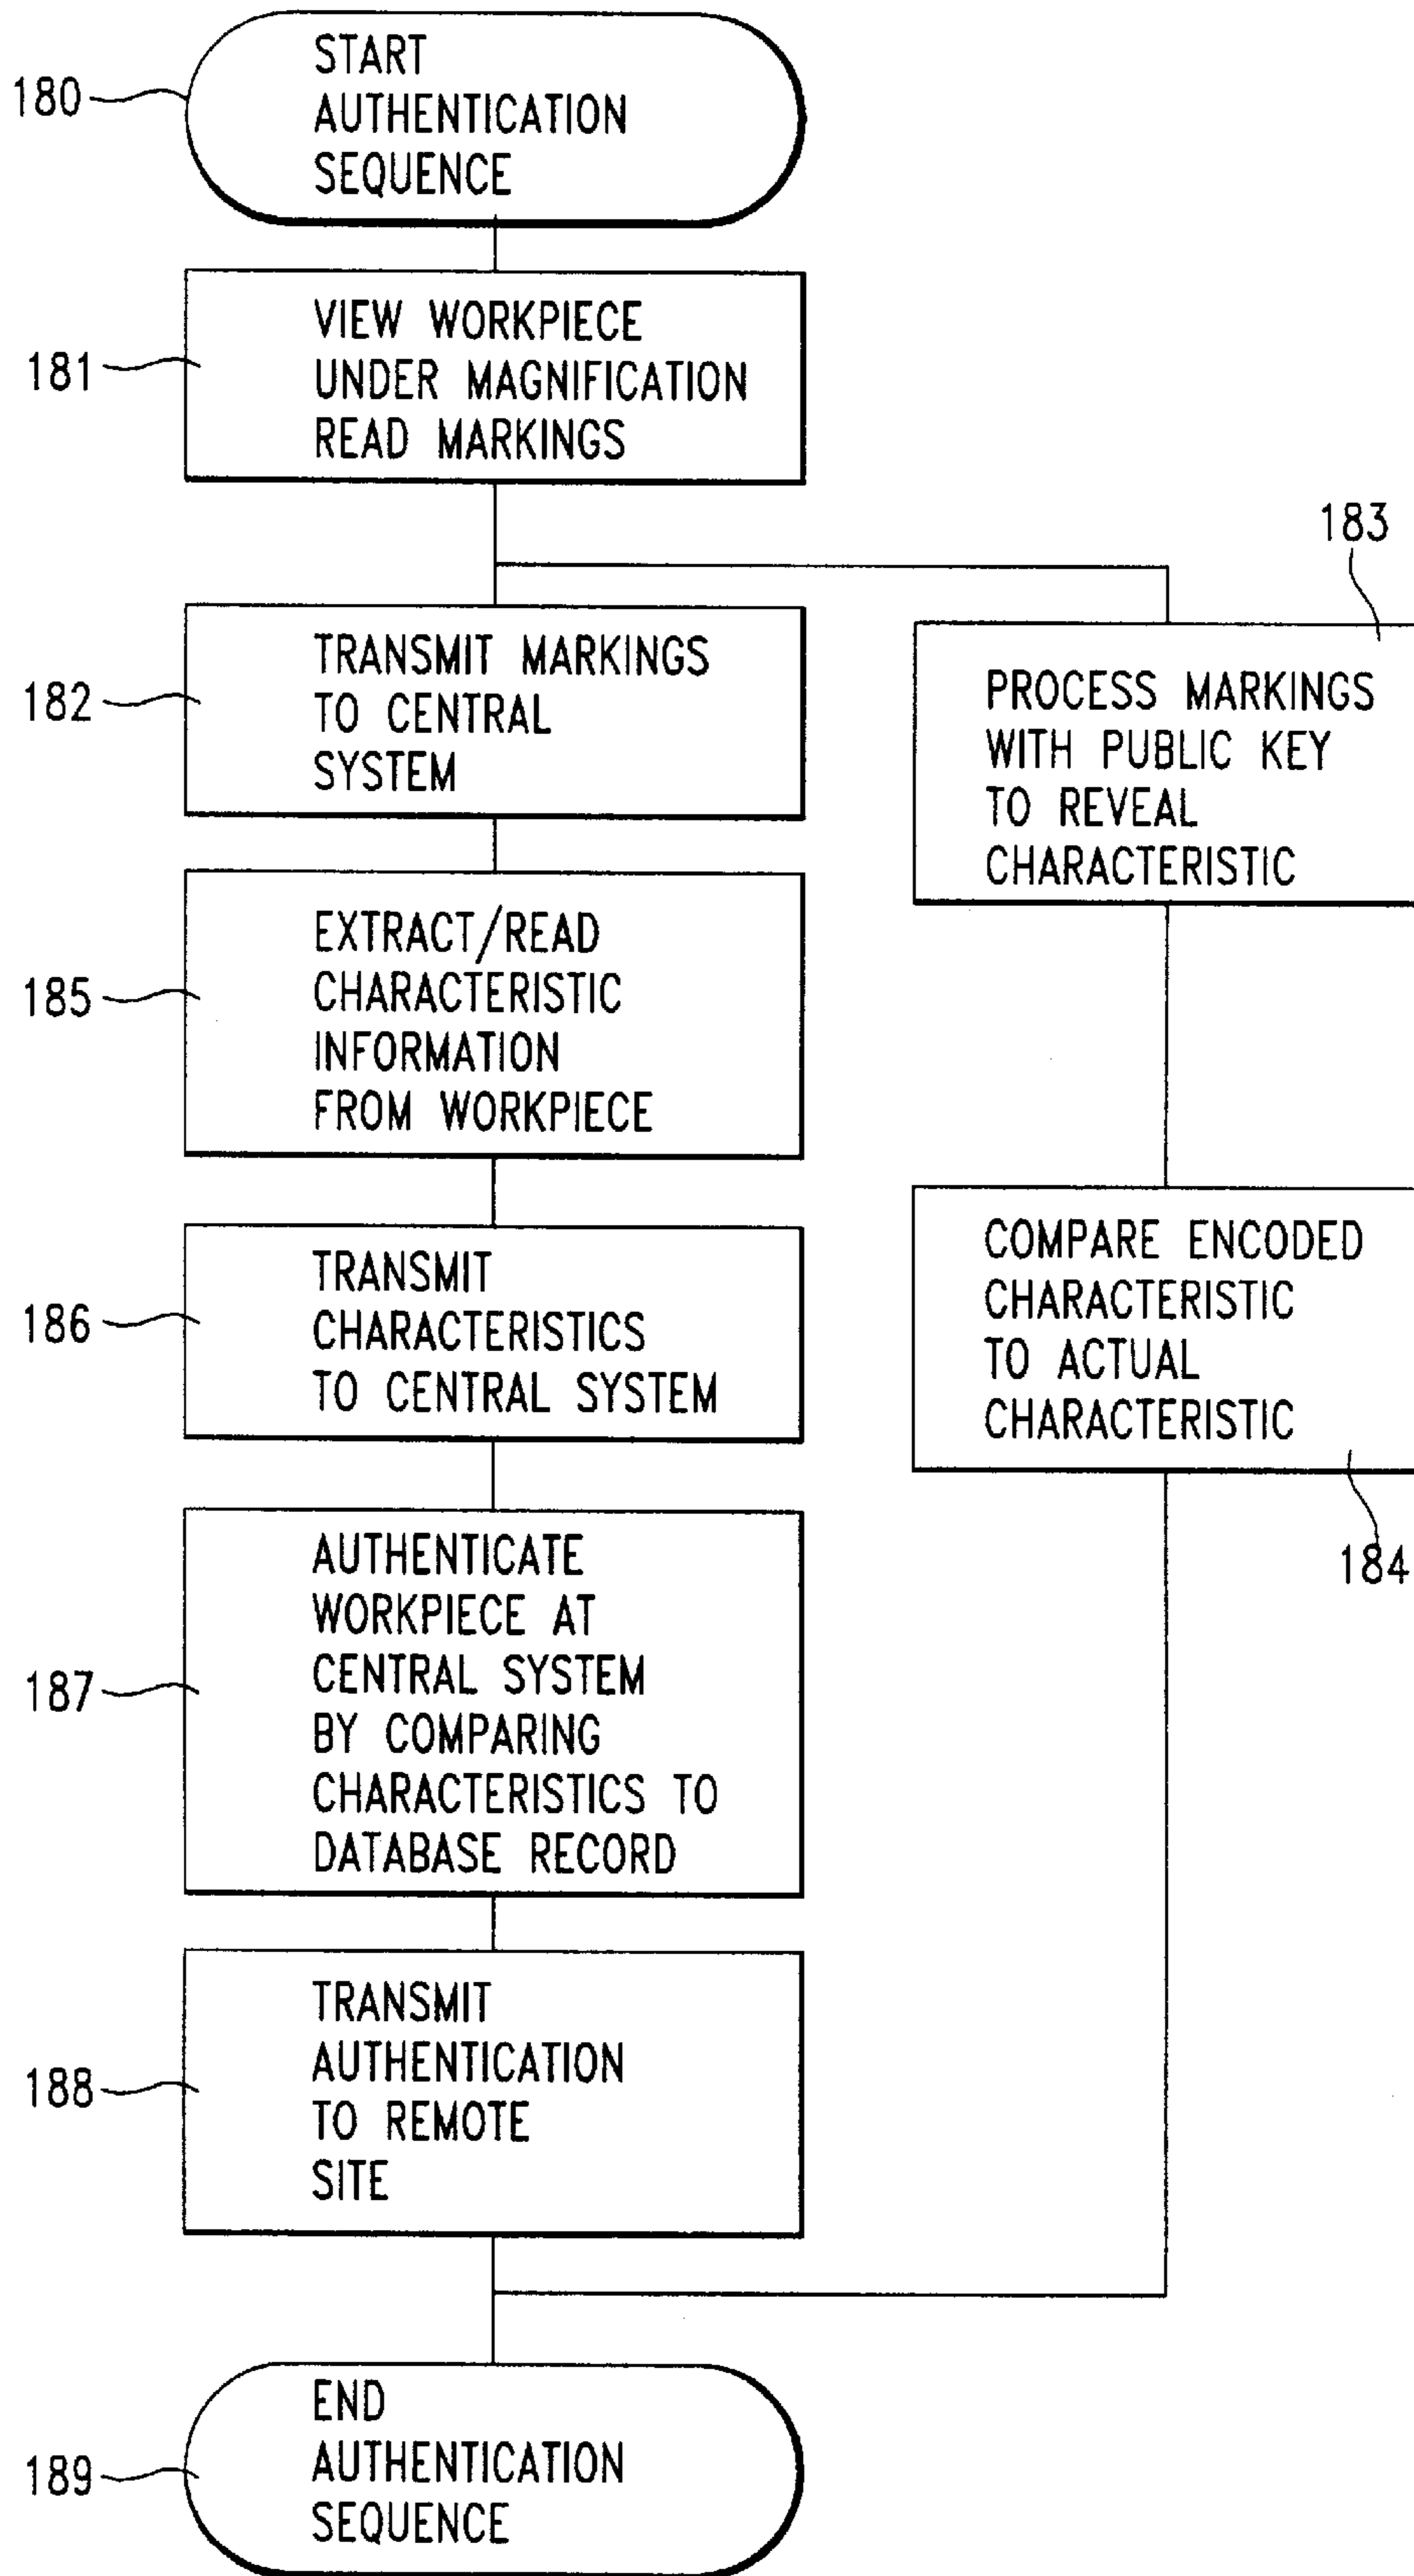 180
START
AUTHENTICATION
SEQUENCE
181
VIEW WORKPIECE
UNDER MAGNIFICATION
READ MARKINGS
182
TRANSMIT MARKINGS
TO CENTRAL
SYSTEM
183
PROCESS MARKINGS
WITH PUBLIC KEY
TO REVEAL
CHARACTERISTIC
185
EXTRACT/READ
CHARACTERISTIC
INFORMATION
FROM WORKPIECE
184
COMPARE ENCODED
CHARACTERISTIC
TO ACTUAL
CHARACTERISTIC
186
TRANSMIT
CHARACTERISTICS
TO CENTRAL SYSTEM
187
AUTHENTICATE
WORKPIECE AT
CENTRAL SYSTEM
BY COMPARING
CHARACTERISTICS TO
DATABASE RECORD
188
TRANSMIT
AUTHENTICATION
TO REMOTE
SITE
189
END
AUTHENTICATION
SEQUENCE